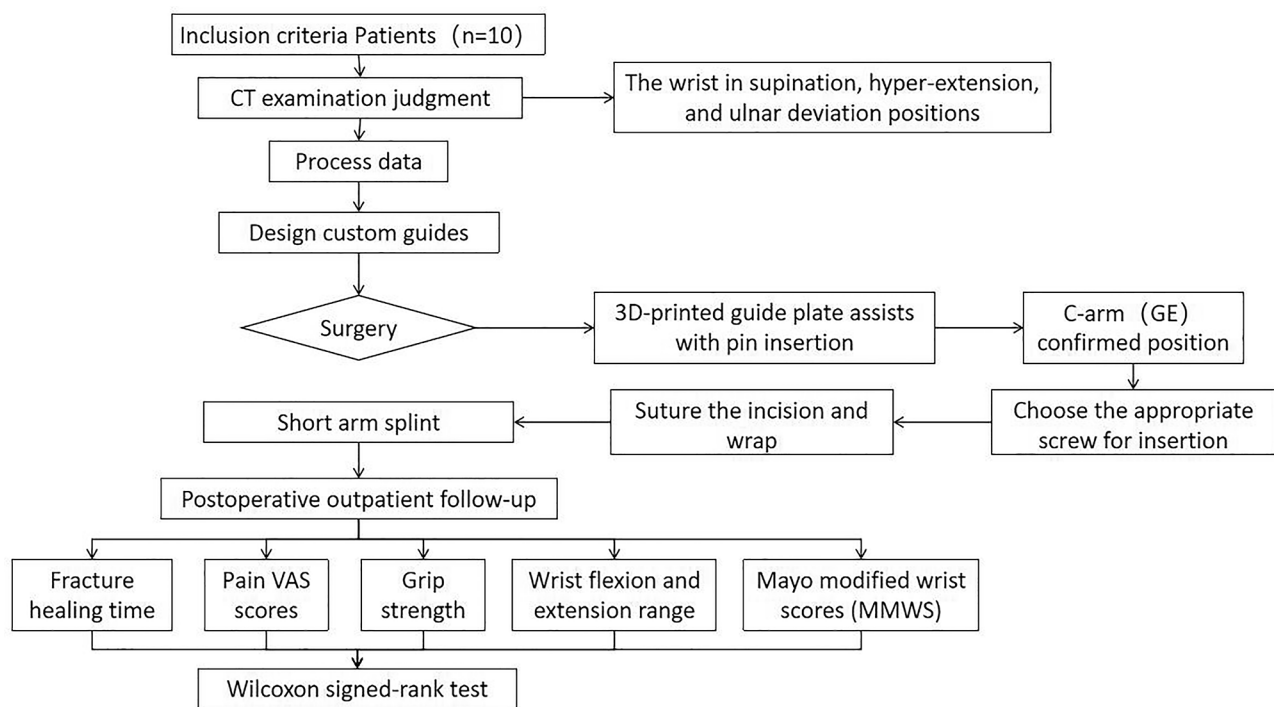 Inclusion criteria Patients（n=10）
CT examination judgment
The wrist in supination, hyper-extension,
and ulnar deviation positions
Process data
Design custom guides
Surgery
3D-printed guide plate assists
with pin insertion
C-arm（GE）
confirmed position
Choose the appropriate
screw for insertion
Suture the incision and
wrap
Short arm splint
Postoperative outpatient follow-up
Fracture
healing time
Pain VAS
scores
Grip
strength
Wrist flexion and
extension range
Mayo modified wrist
scores (MMWS)
Wilcoxon signed-rank test